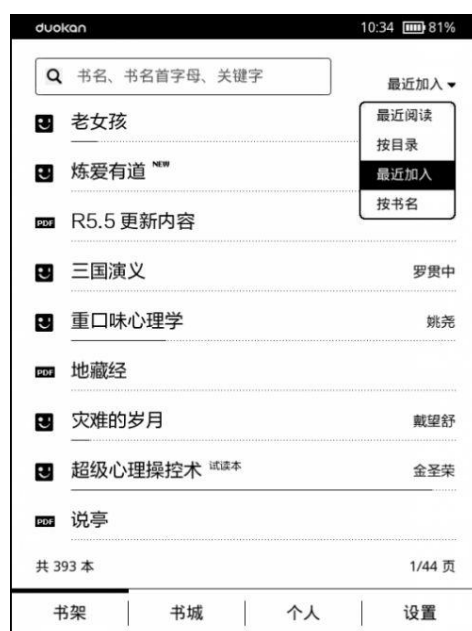 duokan 10:34 81%
书名、书名首字母、关键字 最近加入
最近阅读
按目录
最近加入
按书名
老女孩
炼爱有道 NEW
PDF R5.5 更新内容
三国演义 罗贯中
重口味心理学 姚尧
PDF 地藏经
灾难的岁月 戴望舒
超级心理操控术 试读本 金圣荣
PDF 说亭
共 393 本 1/44 页
书架 书城 个人 设置